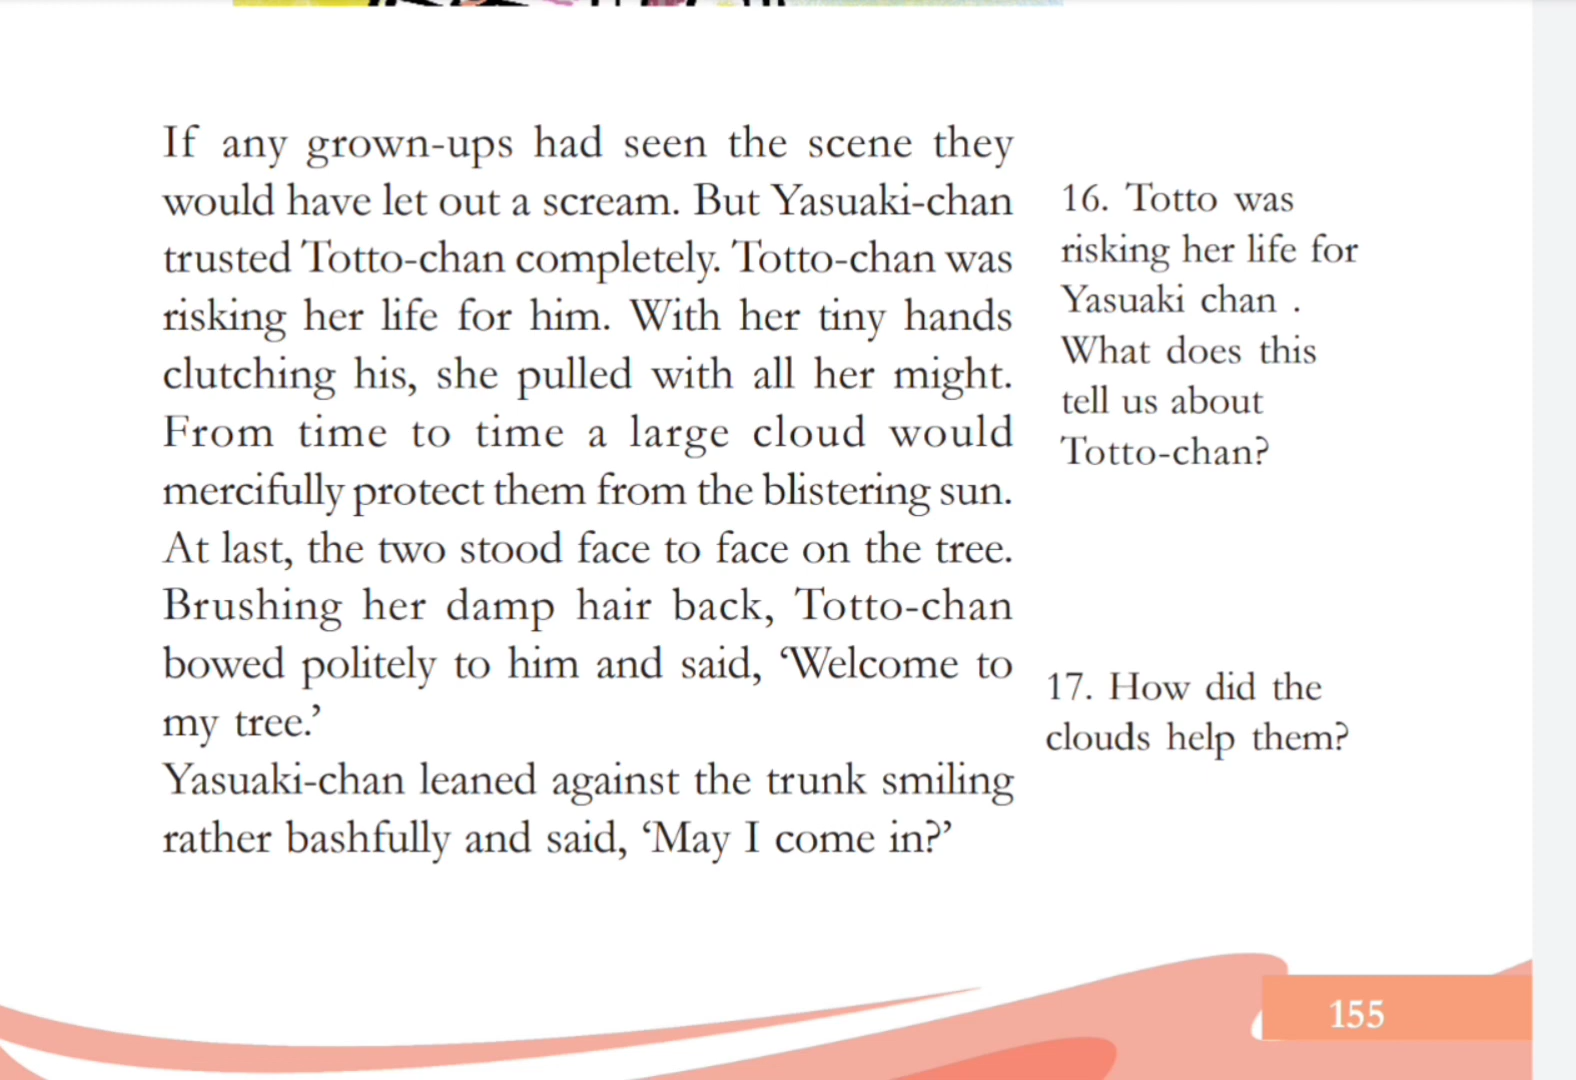 If any grown-ups had seen the scene they
would have let out a scream. But Yasuaki-chan
trusted Totto-chan completely. Totto-chan was
risking her life for him. With her tiny hands
clutching his, she pulled with all her might.
From time to time a large cloud would
mercifully protect them from the blistering sun.
At last, the two stood face to face on the tree.
Brushing her damp hair back, Totto-chan
bowed politely to him and said, ‘Welcome to
my tree.’
Yasuaki-chan leaned against the trunk smiling
rather bashfully and said, ‘May I come in?’
16. Totto was
risking her life for
Yasuaki chan .
What does this
tell us about
Totto-chan?
17. How did the
clouds help them?
155